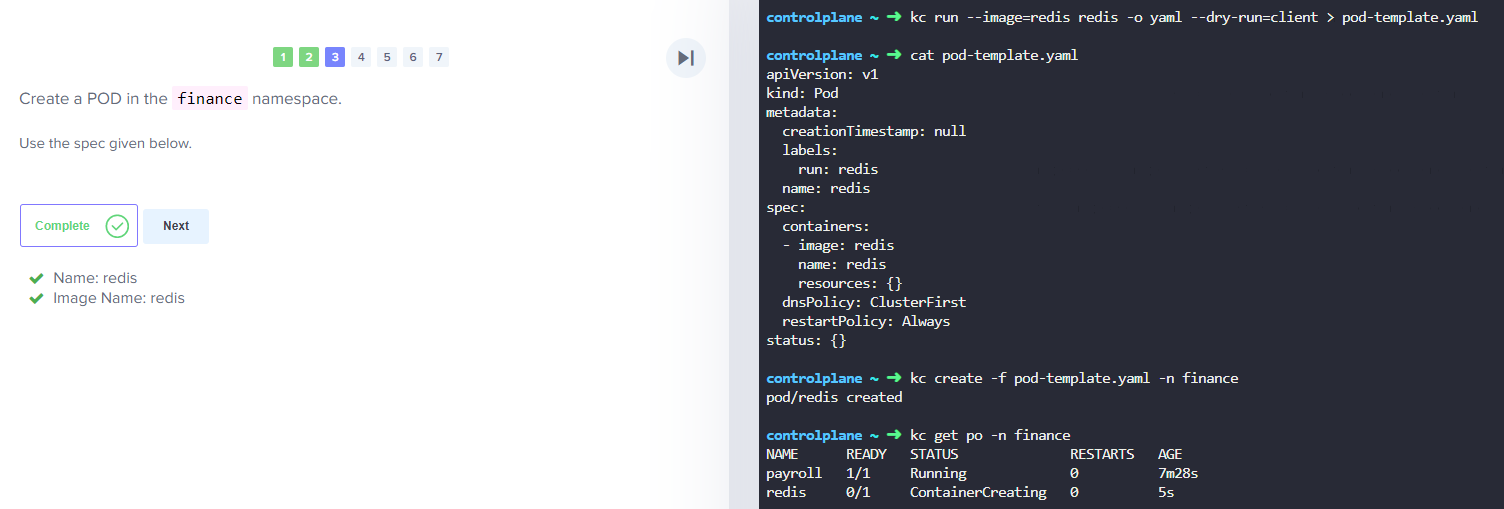 1 2 3 4 5 6 7
Create a POD in the finance namespace.
Use the spec given below.
Complete
Next
Name: redis
Image Name: redis
controlplane ~ ➜ kc run --image=redis redis -o yaml --dry-run=client > pod-template.yaml
controlplane ~ ➜ cat pod-template.yaml
apiVersion: v1
kind: Pod
metadata:
  creationTimestamp: null
  labels:
    run: redis
  name: redis
spec:
  containers:
  - image: redis
    name: redis
    resources: {}
  dnsPolicy: ClusterFirst
  restartPolicy: Always
status: {}
controlplane ~ ➜ kc create -f pod-template.yaml -n finance
pod/redis created
controlplane ~ ➜ kc get po -n finance
NAME      READY   STATUS              RESTARTS   AGE
payroll   1/1     Running             0          7m28s
redis     0/1     ContainerCreating   0          5s